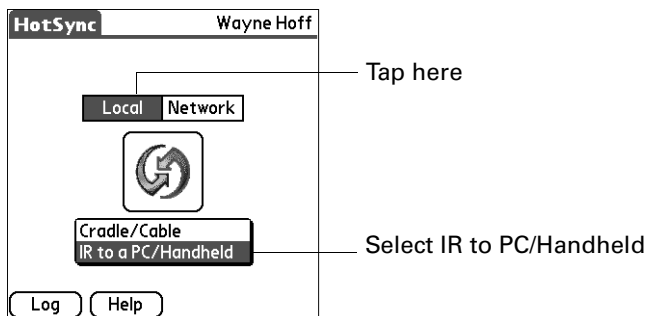 HotSync Wayne Hoff
Tap here
Local Network
Cradle/Cable
IR to a PC/Handheld
Select IR to PC/Handheld
Log Help